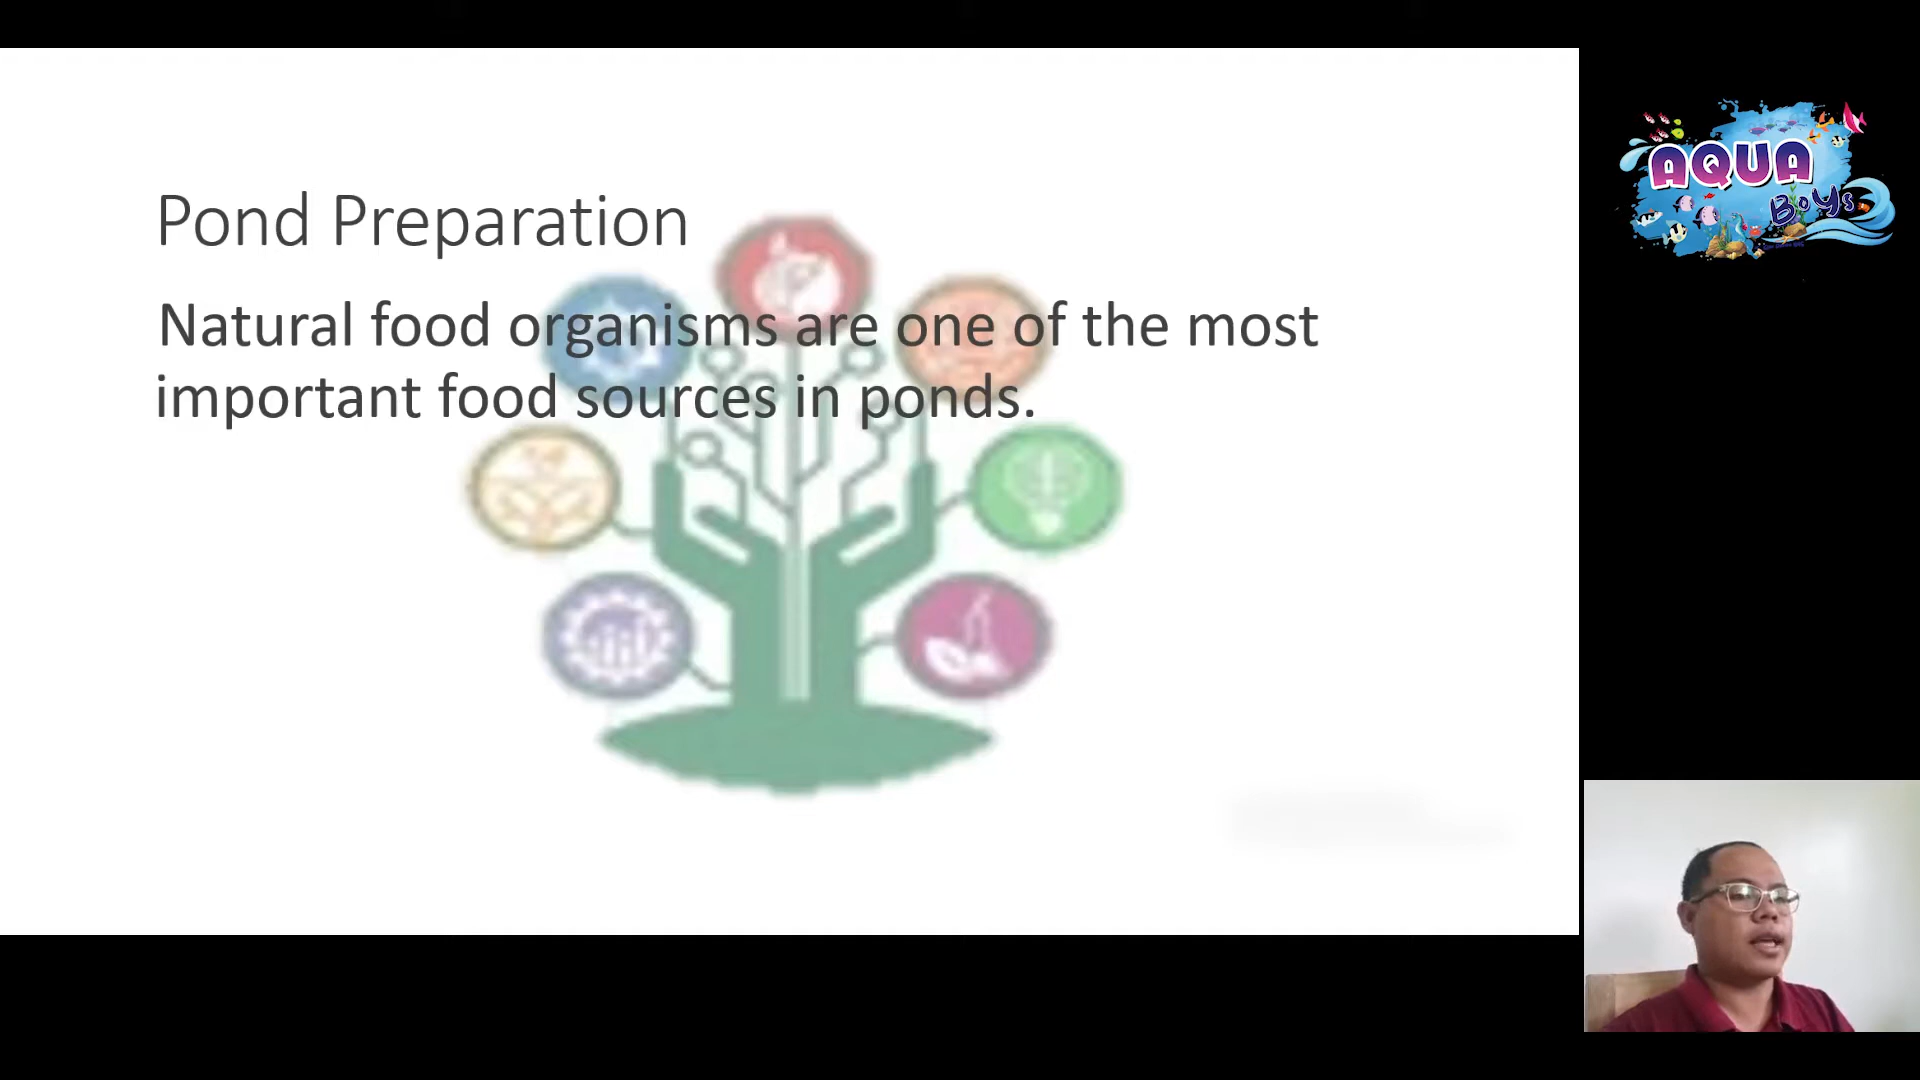 Pond Preparation
Natural food organisms are one of the most
important food sources in ponds.
AQUA
Boys